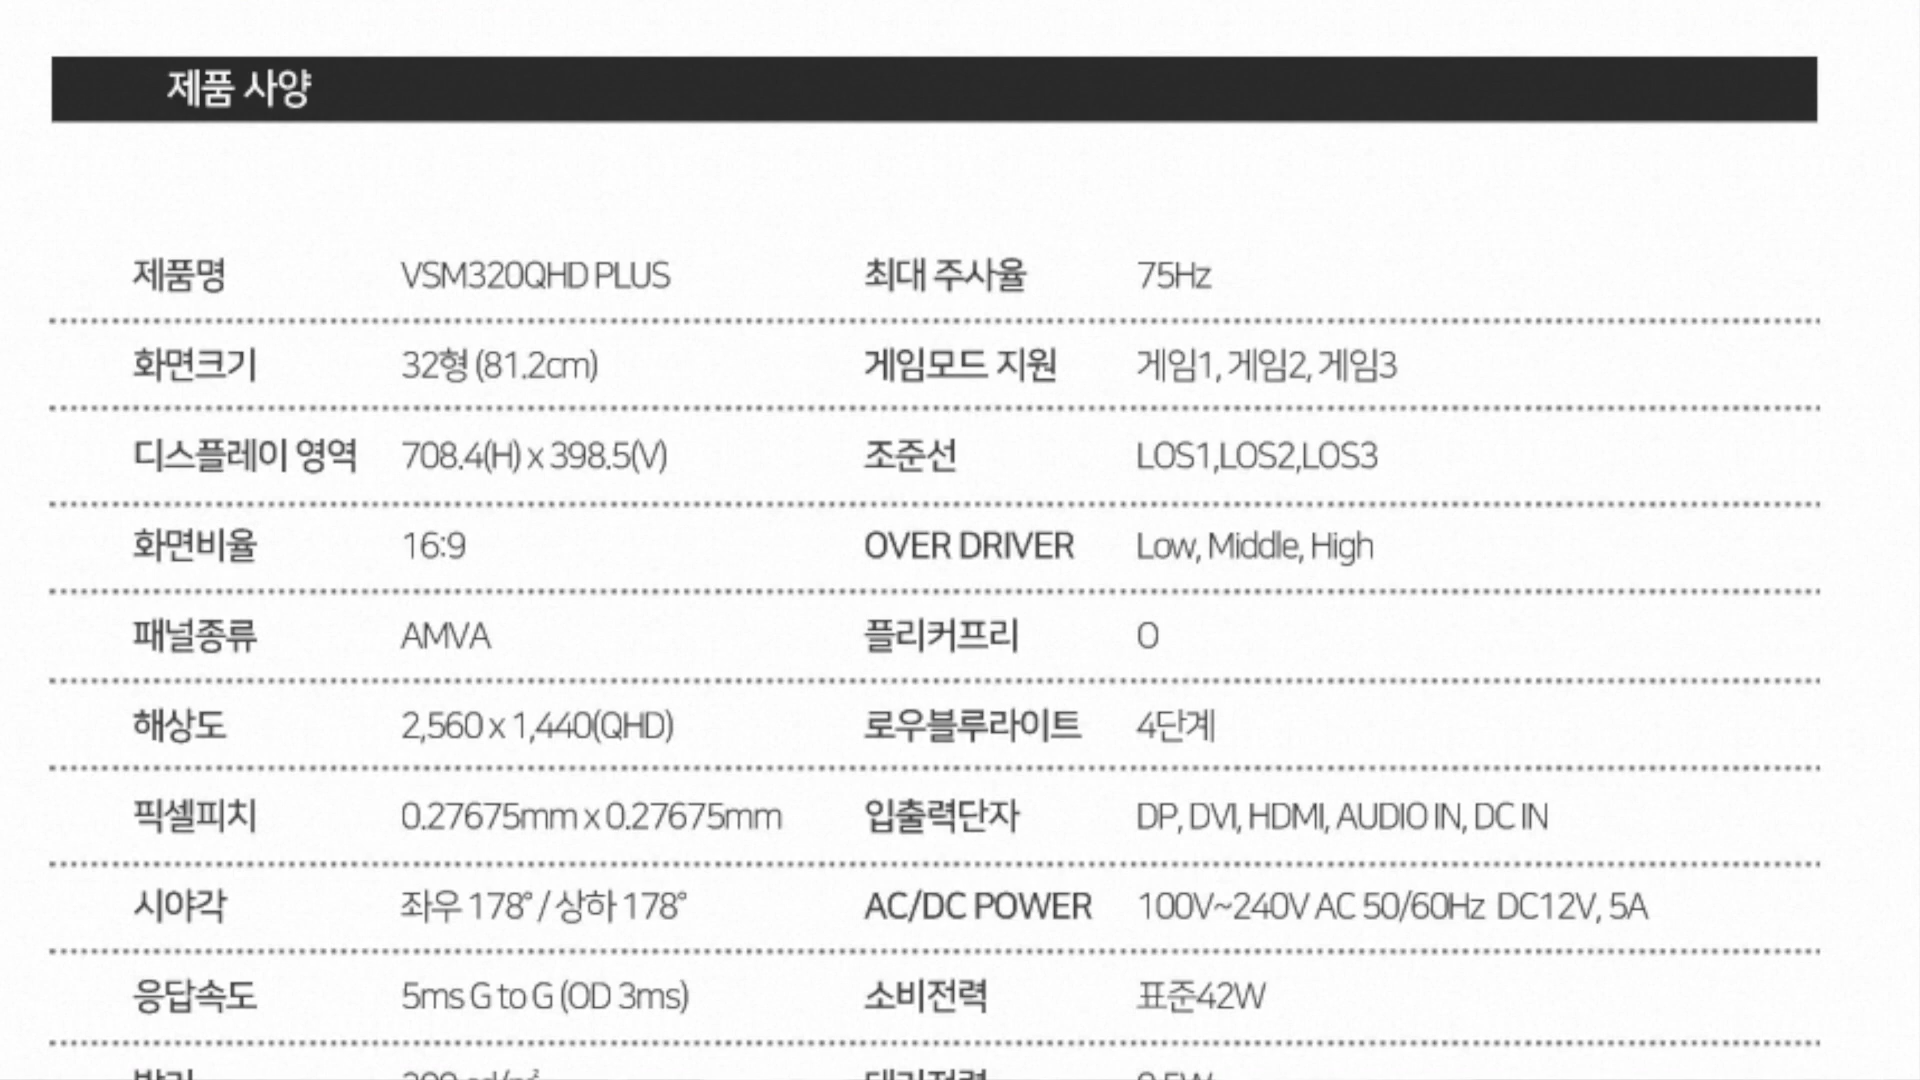 제품 사양
제품명 VSM320QHD PLUS 최대 주사율 75Hz
화면크기 32형 (81.2cm) 게임모드 지원 게임1, 게임2, 게임3
디스플레이 영역 708.4(H) x 398.5(V) 조준선 LOS1,LOS2,LOS3
화면비율 16:9 OVER DRIVER Low, Middle, High
패널종류 AMVA 플리커프리 O
해상도 2,560 x 1,440(QHD) 로우블루라이트 4단계
픽셀피치 0.27675mm x 0.27675mm 입출력단자 DP, DVI, HDMI, AUDIO IN, DC IN
시야각 좌우 178° / 상하 178° AC/DC POWER 100V~240V AC 50/60Hz DC12V, 5A
응답속도 5ms G to G (OD 3ms) 소비전력 표준42W